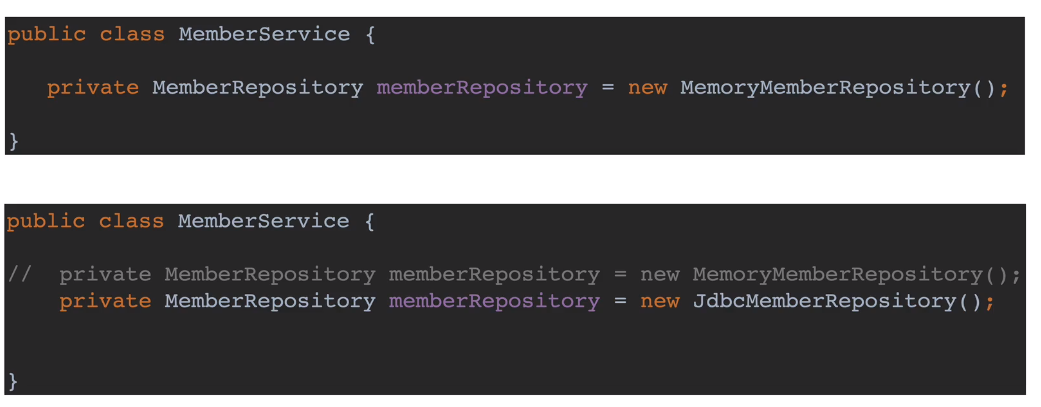 public class MemberService {
private MemberRepository memberRepository = new MemoryMemberRepository();
}
public class MemberService {
// private MemberRepository memberRepository = new MemoryMemberRepository();
private MemberRepository memberRepository = new JdbcMemberRepository();
}